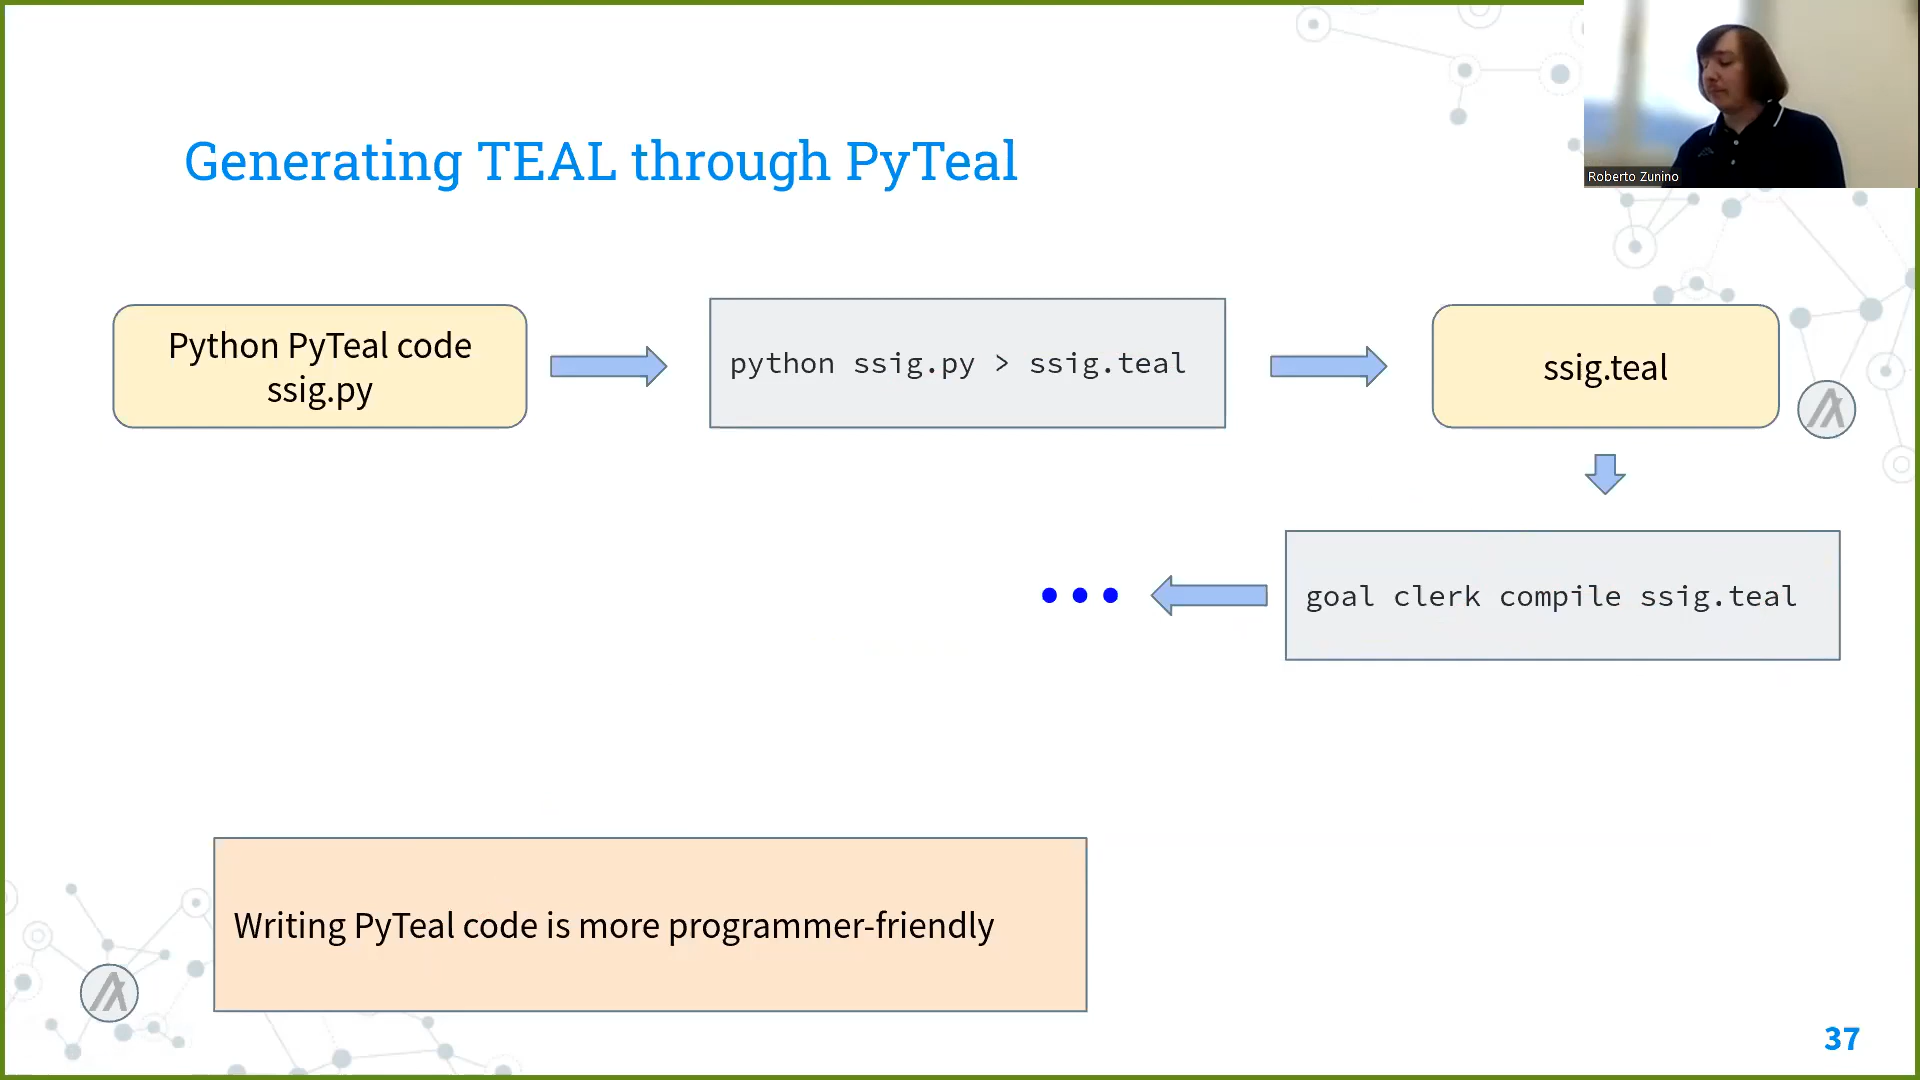 Roberto Zunino
Generating TEAL through PyTeal
Python PyTeal code
ssig.py
python ssig.py > ssig.teal
ssig.teal
goal clerk compile ssig.teal
Writing PyTeal code is more programmer-friendly
37